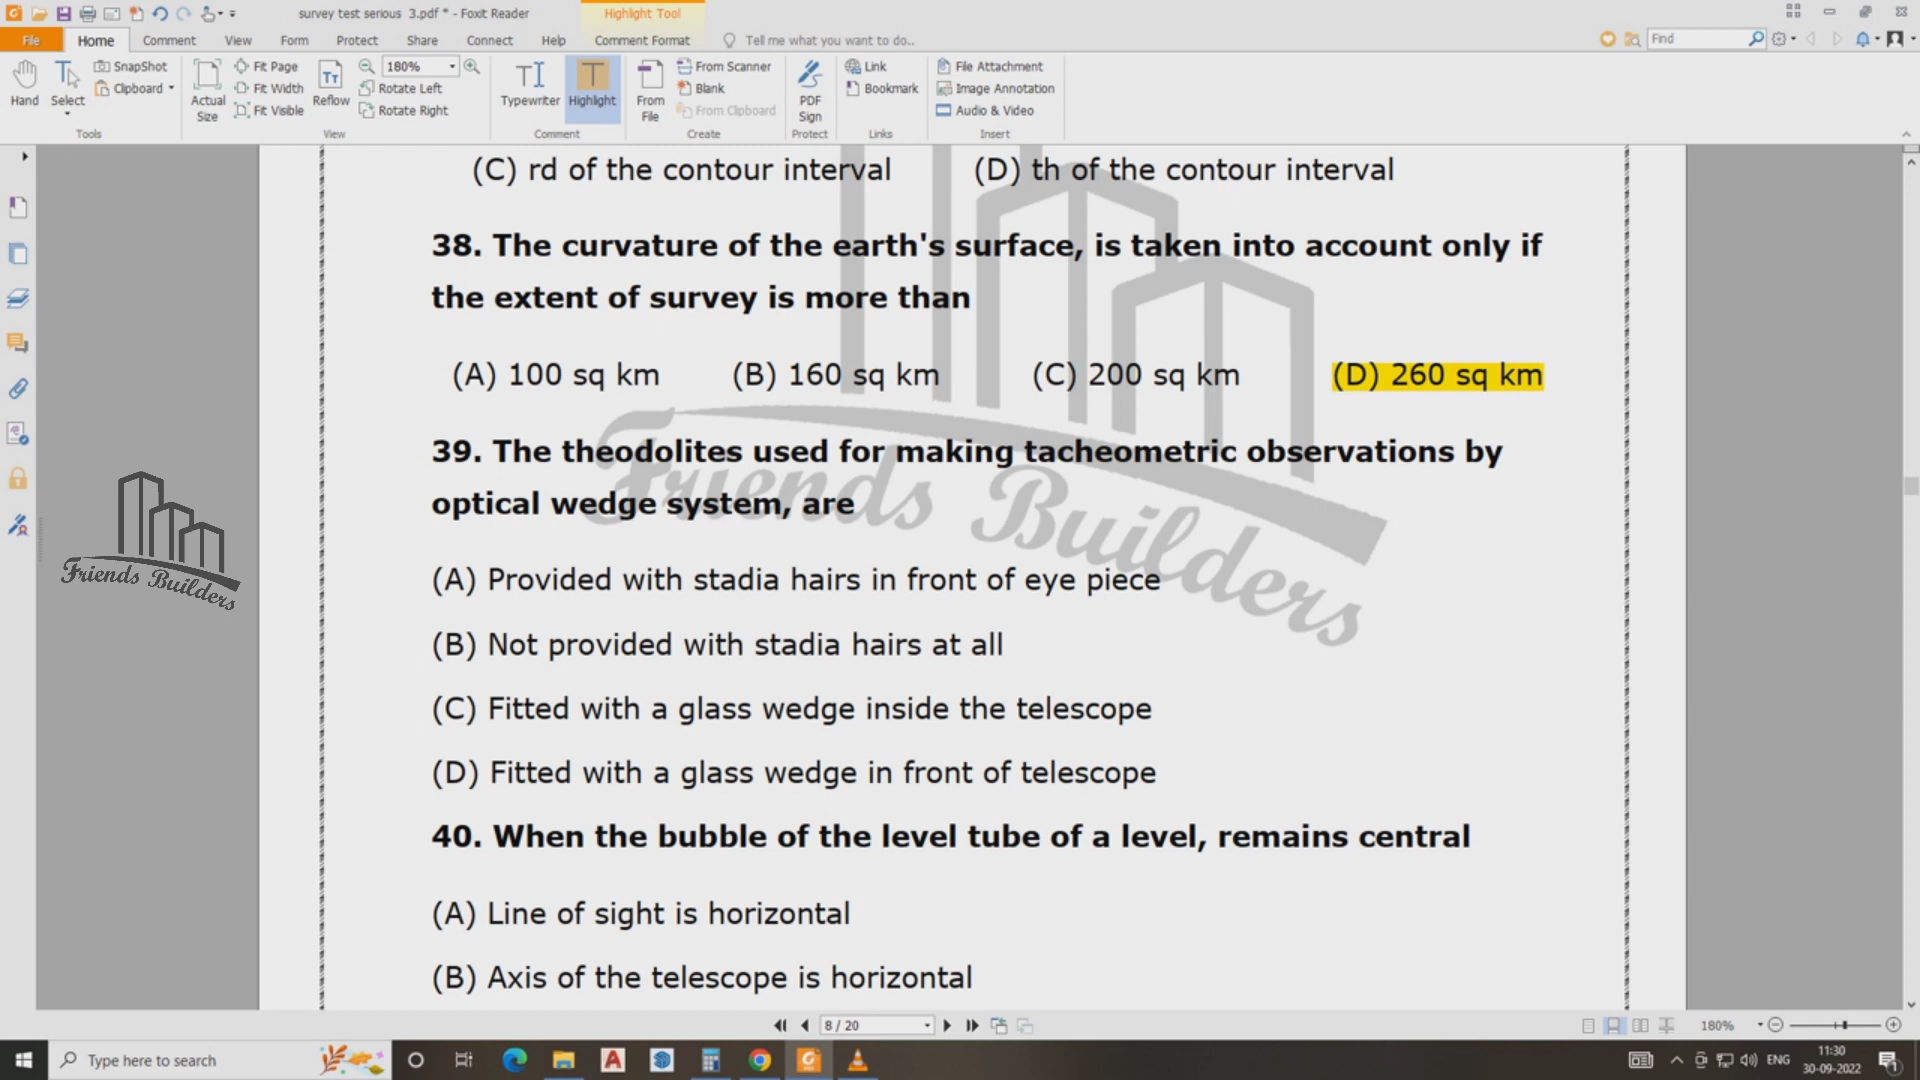 survey test serious  3.pdf * - Foxit Reader
Highlight Tool
File Home Comment View Form Protect Share Connect Help Comment Format Tell me what you want to do.. Find
SnapShot Fit Page 180% From Scanner Link File Attachment
Clipboard Fit Width Rotate Left Blank Bookmark Image Annotation
Hand Select Actual Size Fit Visible Reflow Rotate Right Typewriter Highlight From File From Clipboard PDF Sign Audio & Video
Tools View Comment Create Protect Links Insert
(C) rd of the contour interval (D) th of the contour interval
38. The curvature of the earth's surface, is taken into account only if
the extent of survey is more than
(A) 100 sq km (B) 160 sq km (C) 200 sq km (D) 260 sq km
39. The theodolites used for making tacheometric observations by
optical wedge system, are
(A) Provided with stadia hairs in front of eye piece
(B) Not provided with stadia hairs at all
(C) Fitted with a glass wedge inside the telescope
(D) Fitted with a glass wedge in front of telescope
40. When the bubble of the level tube of a level, remains central
(A) Line of sight is horizontal
(B) Axis of the telescope is horizontal
Friends Builders
Friends Builders
8 / 20 180%
Type here to search ENG 11:30
30-09-2022